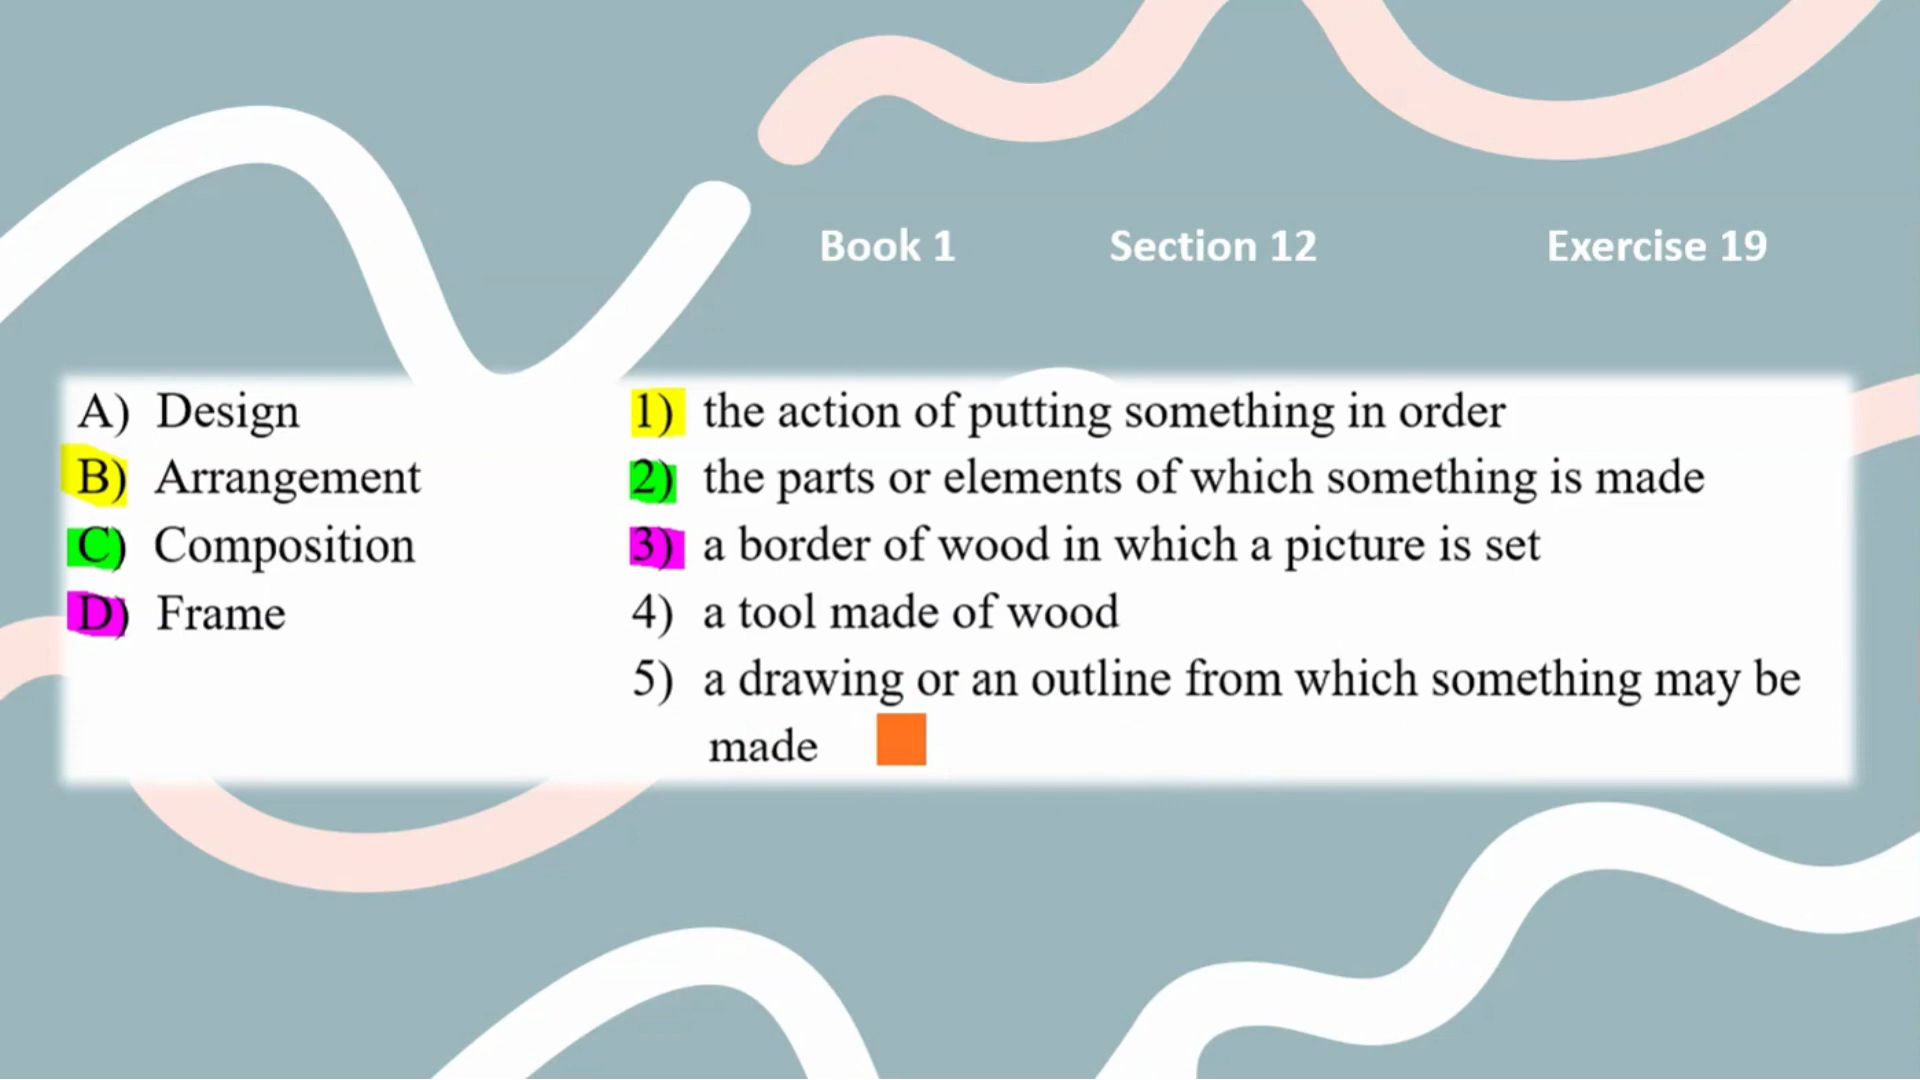 Book 1 Section 12 Exercise 19
A) Design 1) the action of putting something in order
B) Arrangement 2) the parts or elements of which something is made
C) Composition 3) a border of wood in which a picture is set
D) Frame 4) a tool made of wood
5) a drawing or an outline from which something may be
made